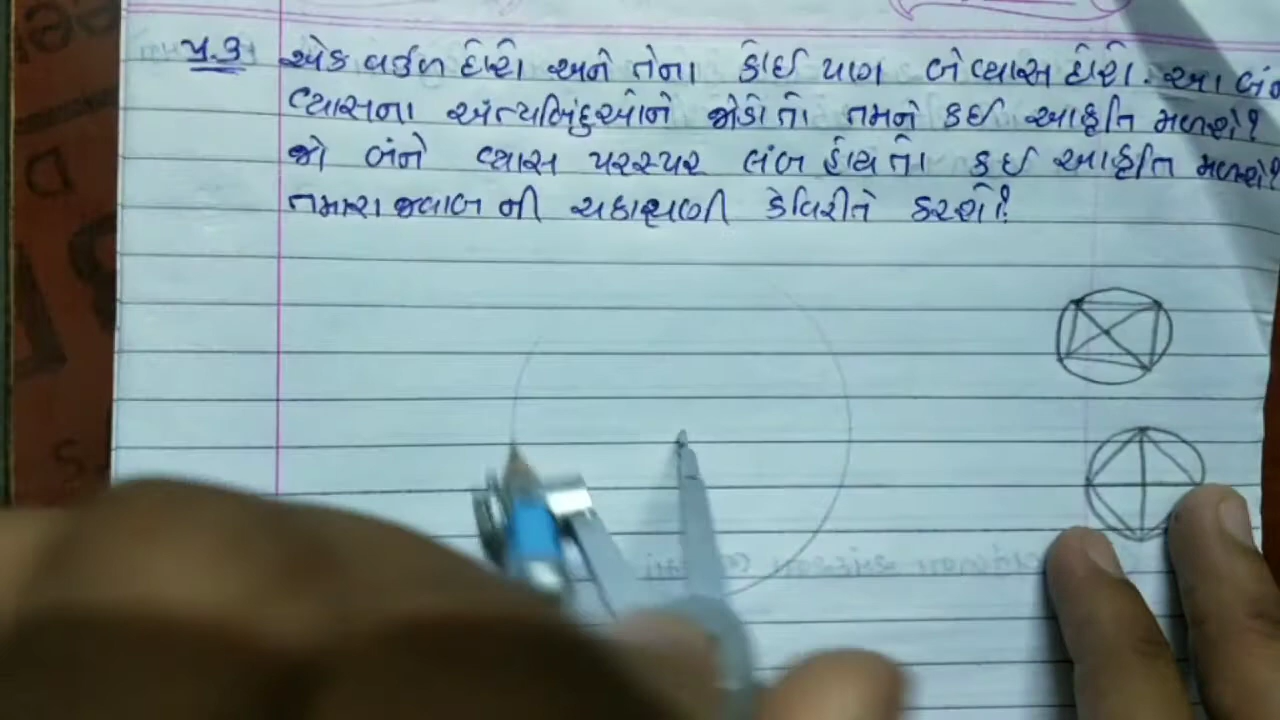 પ્ર.3 એક વર્તુળ દોરો અને તેના કોઈ પણ બે વ્યાસ દોરો. આ
વ્યાસના અંત્યબિંદુઓને જોડો તો તમને કઈ આકૃતિ મળશે?
જો બંને વ્યાસ પરસ્પર લંબ હોય તો કઈ આકૃતિ મળશે?
તમારા જવાબ ની ચકાસણી કેવિરીતે કરશો?